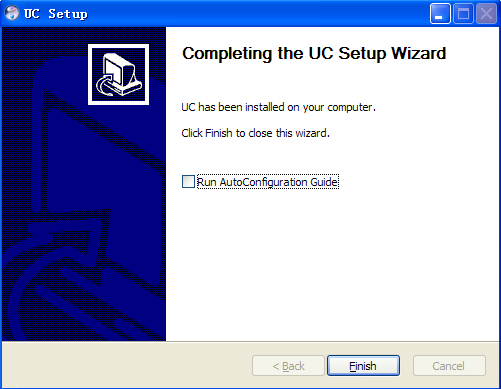 UC Setup
Completing the UC Setup Wizard
UC has been installed on your computer.
Click Finish to close this wizard.
Run AutoConfiguration Guide
< Back
Finish
Cancel